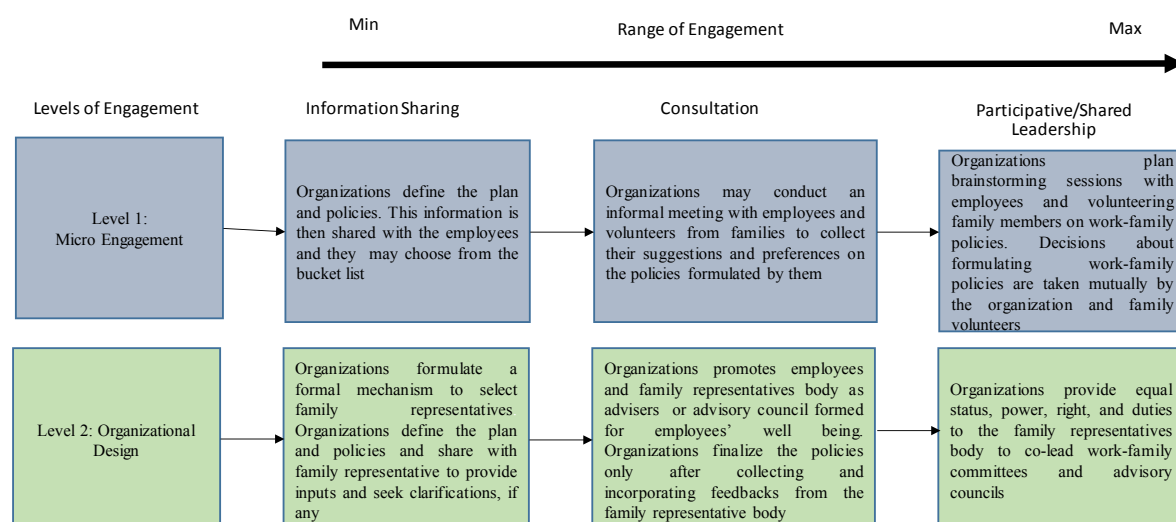 Min
Range of Engagement
Max
Levels of Engagement
Information Sharing
Consultation
Participative/Shared
Leadership
Level 1:
Micro Engagement
Organizations define the plan
and policies. This information is
then shared with the employees
and they may choose from the
bucket list
Organizations may conduct an
informal meeting with employees and
volunteers from families to collect
their suggestions and preferences on
the policies formulated by them
Organizations plan
brainstorming sessions with
employees and volunteering
family members on work-family
policies. Decisions about
formulating work-family
policies are taken mutually by
the organization and family
volunteers
Level 2: Organizational
Design
Organizations formulate a
formal mechanism to select
family representatives
Organizations define the plan
and policies and share with
family representative to provide
inputs and seek clarifications, if
any
Organizations promotes employees
and family representatives body as
advisers or advisory council formed
for employees' well being.
Organizations finalize the policies
only after collecting and
incorporating feedbacks from the
family representative body
Organizations provide equal
status, power, right, and duties
to the family representatives
body to co-lead work-family
committees and advisory
councils